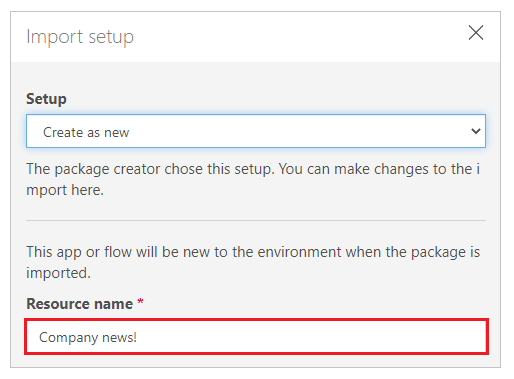 Import setup
Setup
Create as new
The package creator chose this setup. You can make changes to the i
mport here.
This app or flow will be new to the environment when the package is
imported.
Resource name *
Company news!